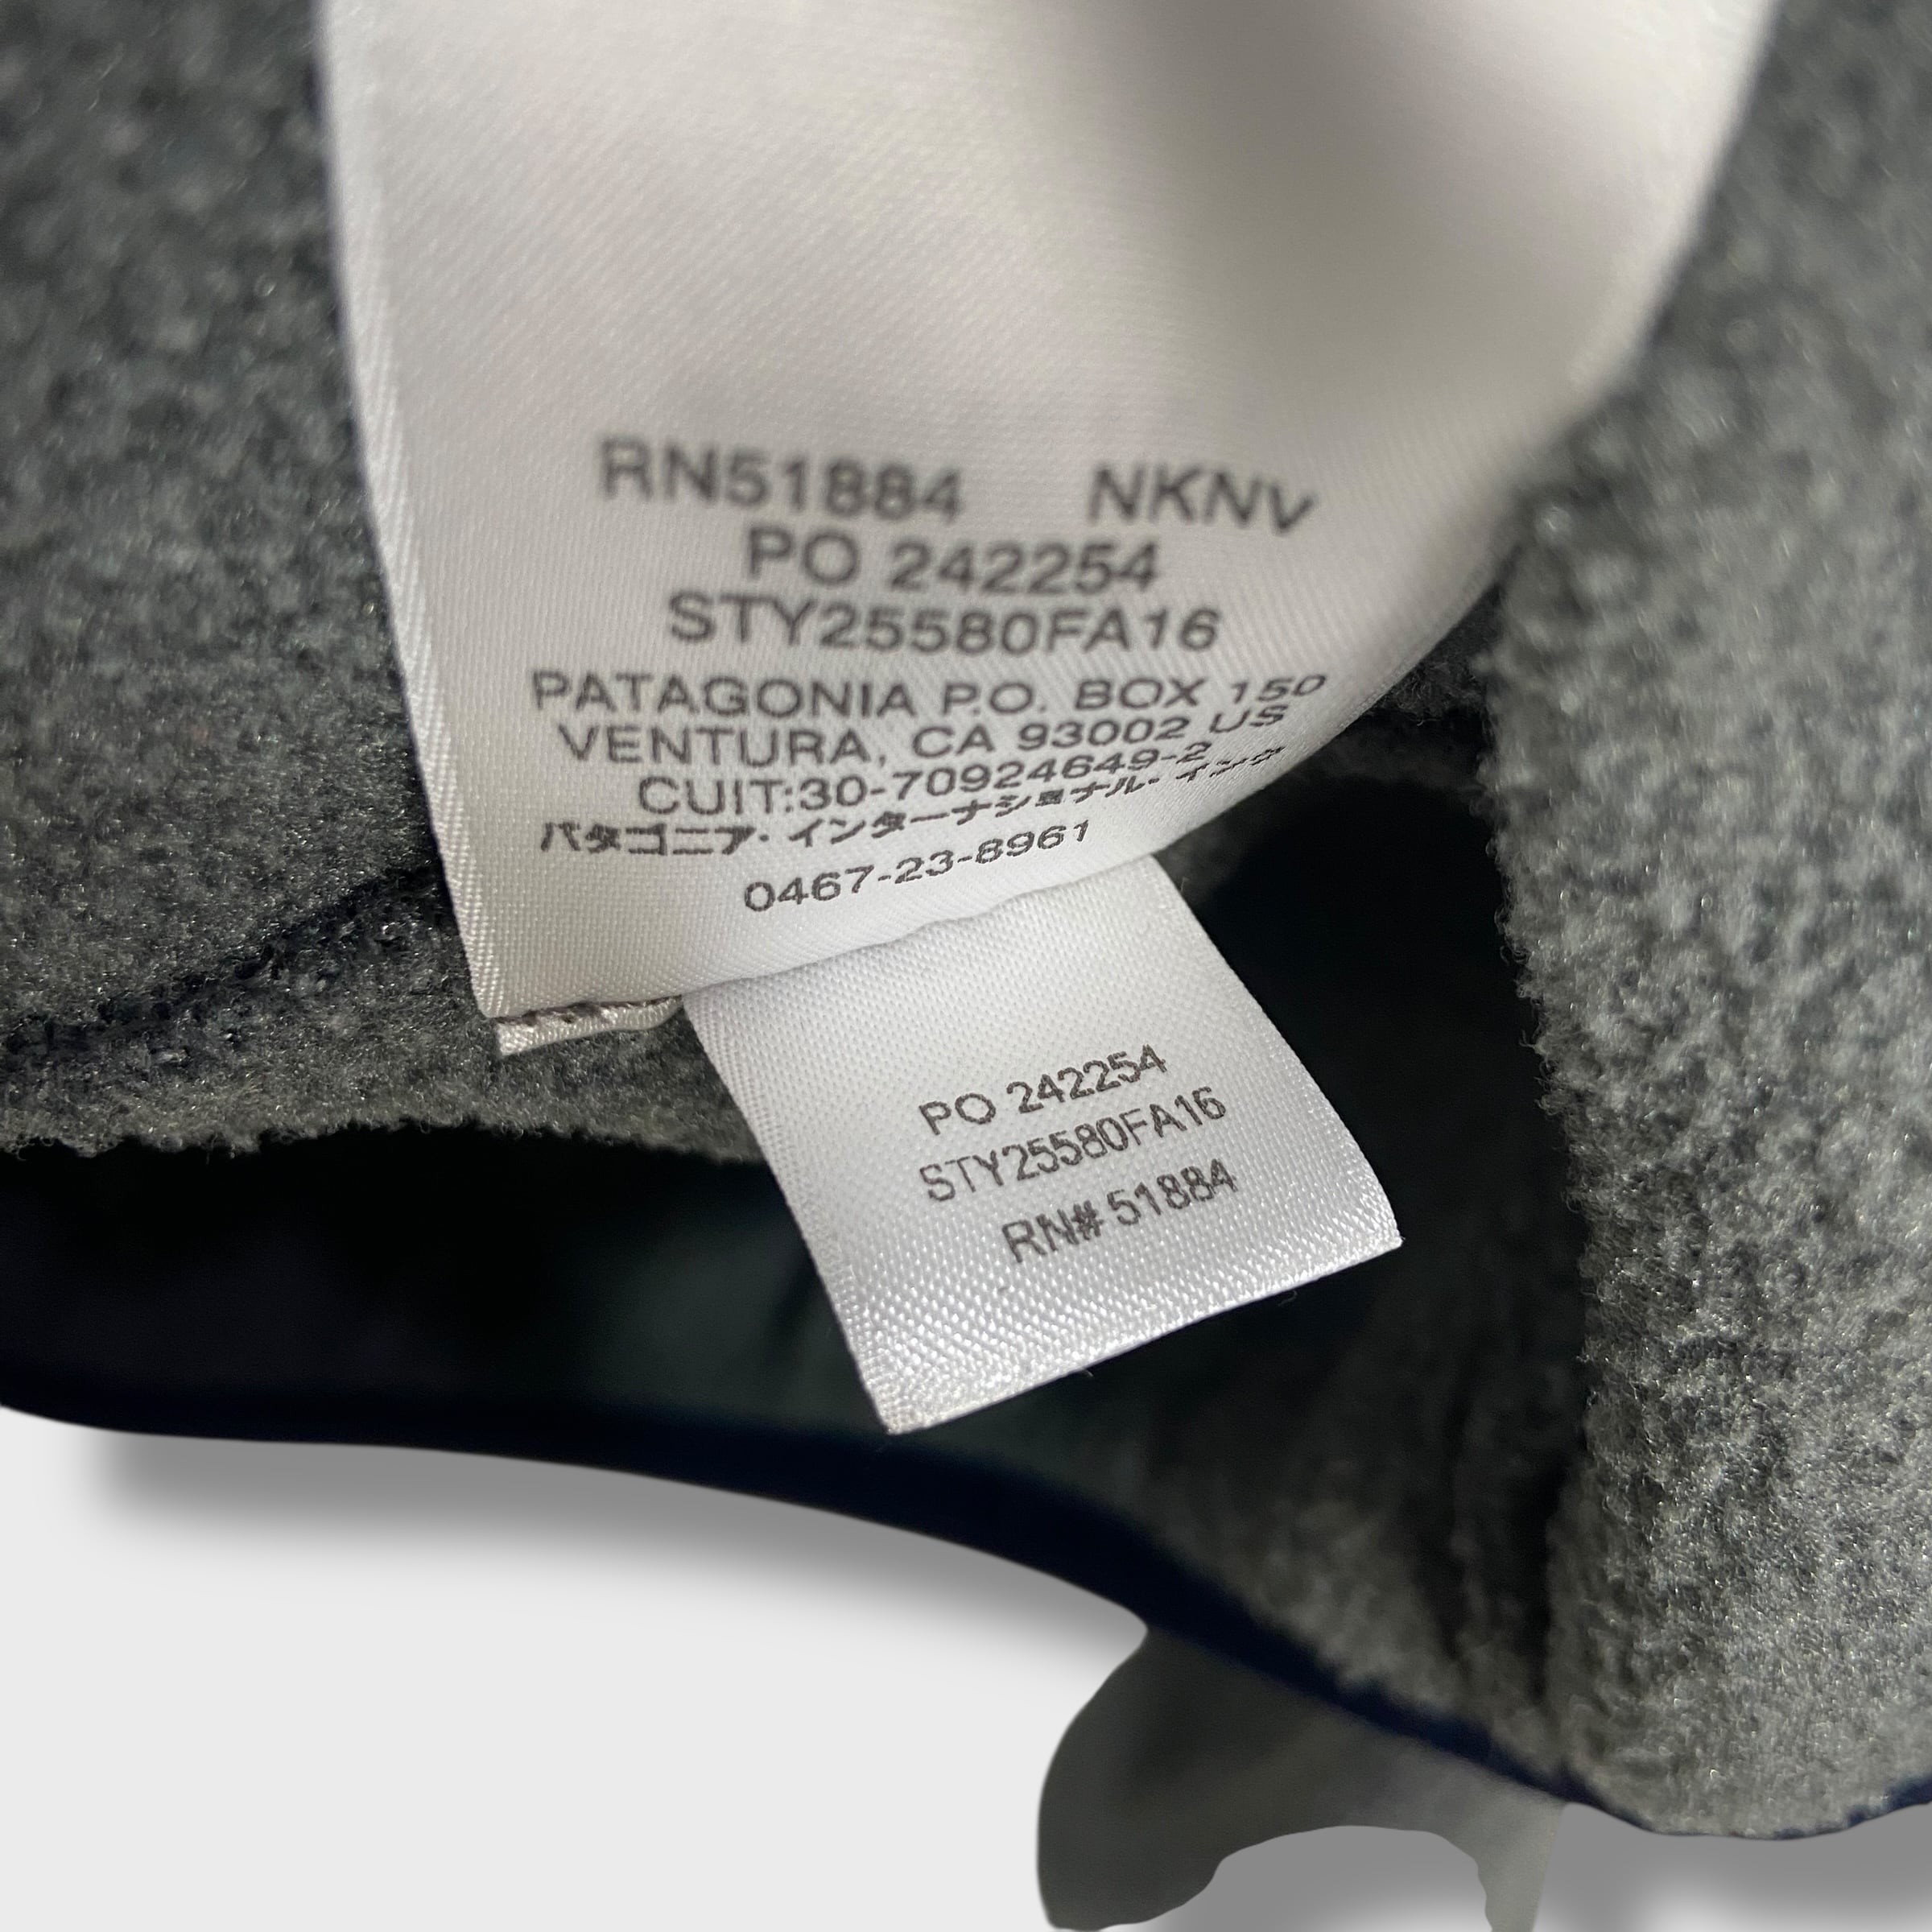 RN51884 NKNV
PO 242254
STY25580FA16
PATAGONIA P.O. BOX 150
VENTURA, CA 93002 US
CUIT:30-70924649-2
パタゴニア・インターナショナル・インク
0467-23-8961
PO 242254
STY25580FA16
RN# 51884